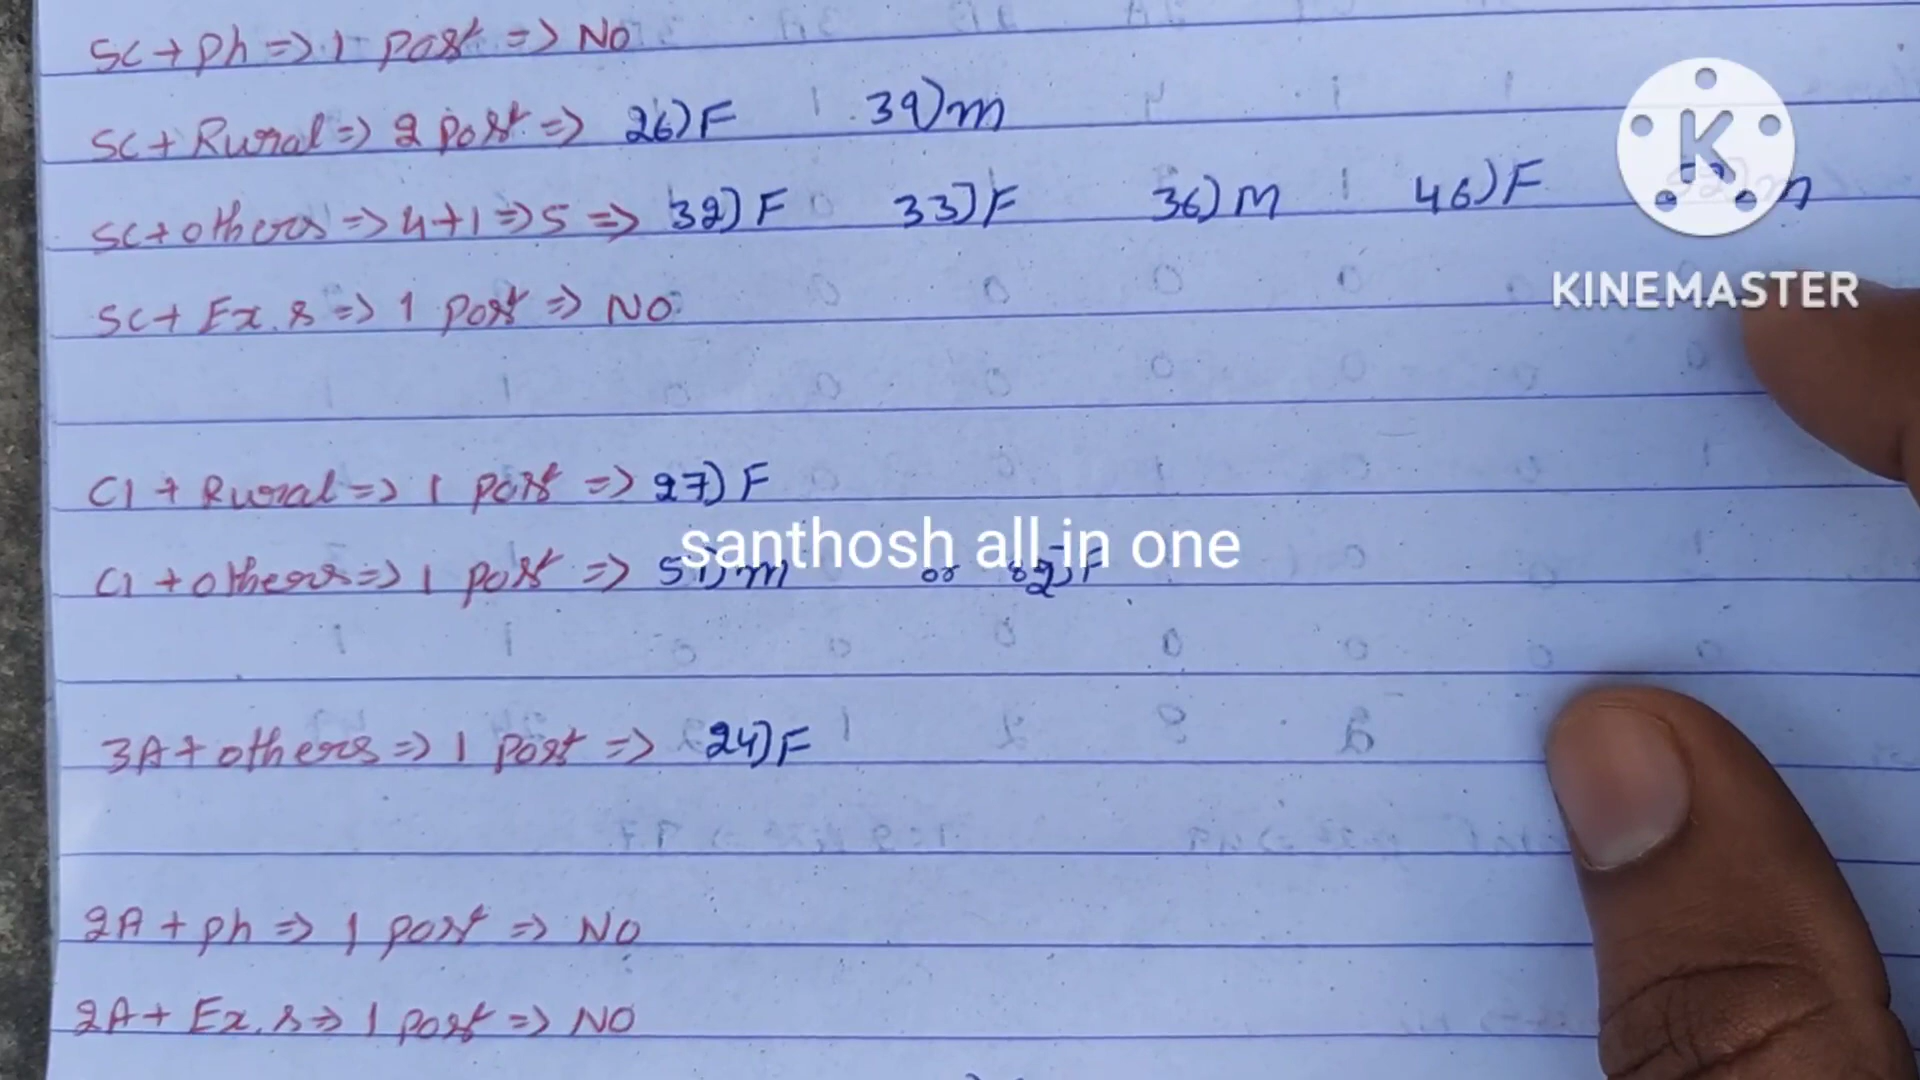 SC + Ph => 1 Post => NO
SC + Rural => 2 Post => 26) F 39) m
SC + others => 4+1 => 5 => 32) F 33) F 36) M 46) F m
SC + Ex. s => 1 Post => NO
KINEMASTER
C1 + Rural => 1 post => 27) F
santhosh all in one
C1 + others => 1 post => 51) m or F
3A + others => 1 Post => 24) F
2A + ph => 1 post => NO
2A + Ex. s => 1 post => NO